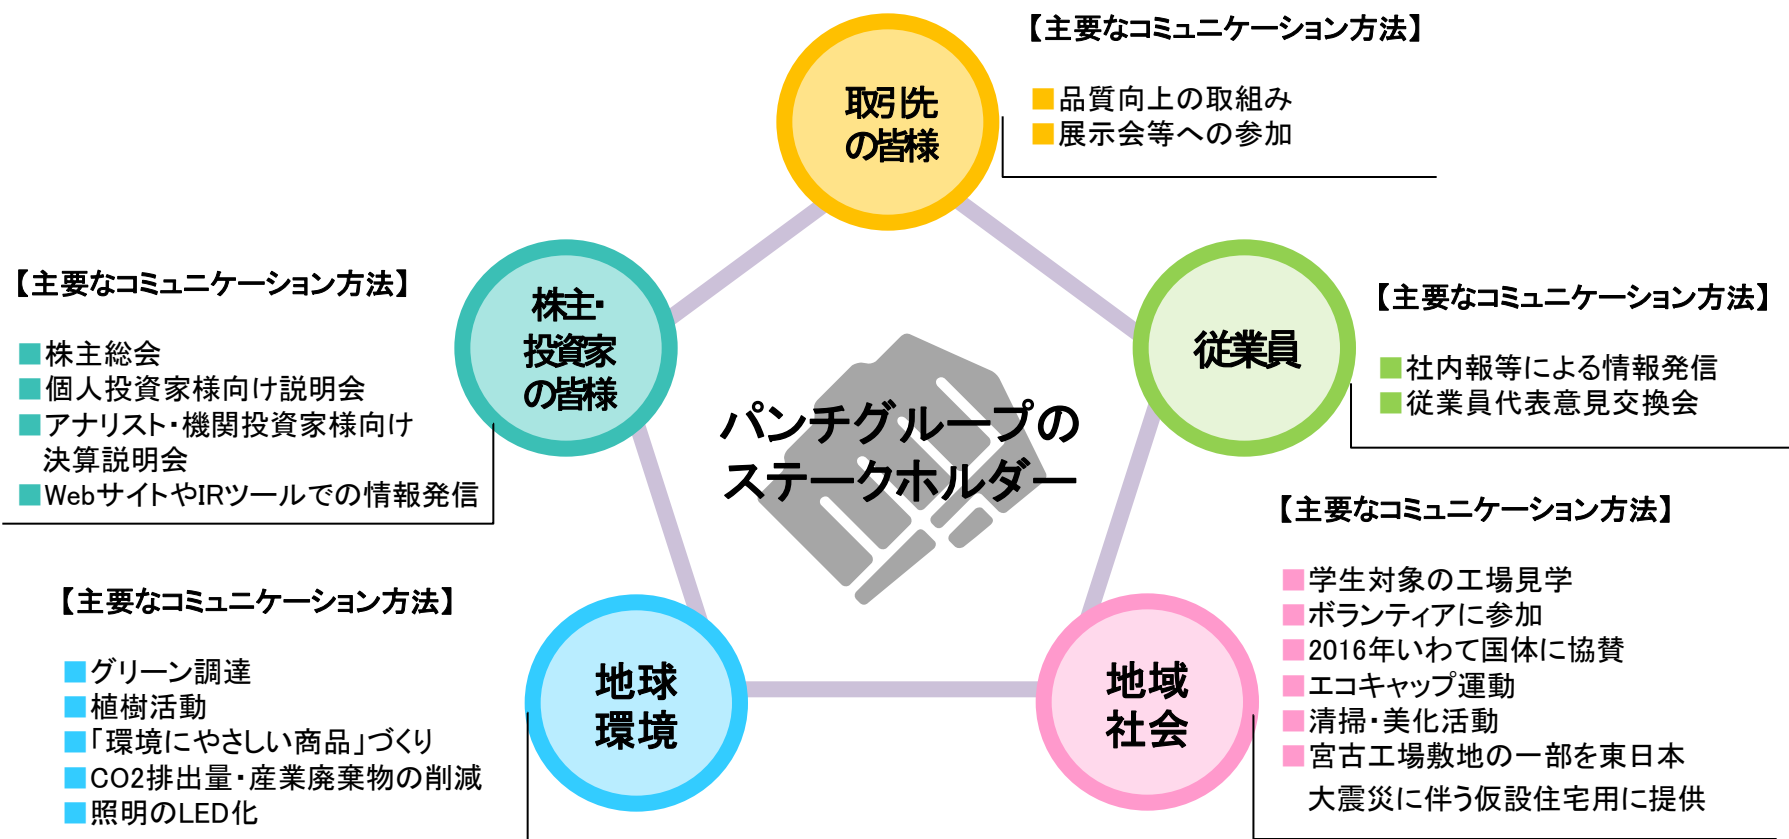 取引先
の皆様
【主要なコミュニケーション方法】
■品質向上の取組み
■展示会等への参加
株主・
投資家
の皆様
【主要なコミュニケーション方法】
■株主総会
■個人投資家様向け説明会
■アナリスト・機関投資家様向け
決算説明会
■WebサイトやIRツールでの情報発信
従業員
【主要なコミュニケーション方法】
■社内報等による情報発信
■従業員代表意見交換会
パンチグループの
ステークホルダー
地球
環境
【主要なコミュニケーション方法】
■グリーン調達
■植樹活動
■「環境にやさしい商品」づくり
■CO2排出量・産業廃棄物の削減
■照明のLED化
地域
社会
【主要なコミュニケーション方法】
■学生対象の工場見学
■ボランティアに参加
■2016年いわて国体に協賛
■エコキャップ運動
■清掃・美化活動
■宮古工場敷地の一部を東日本
大震災に伴う仮設住宅用に提供